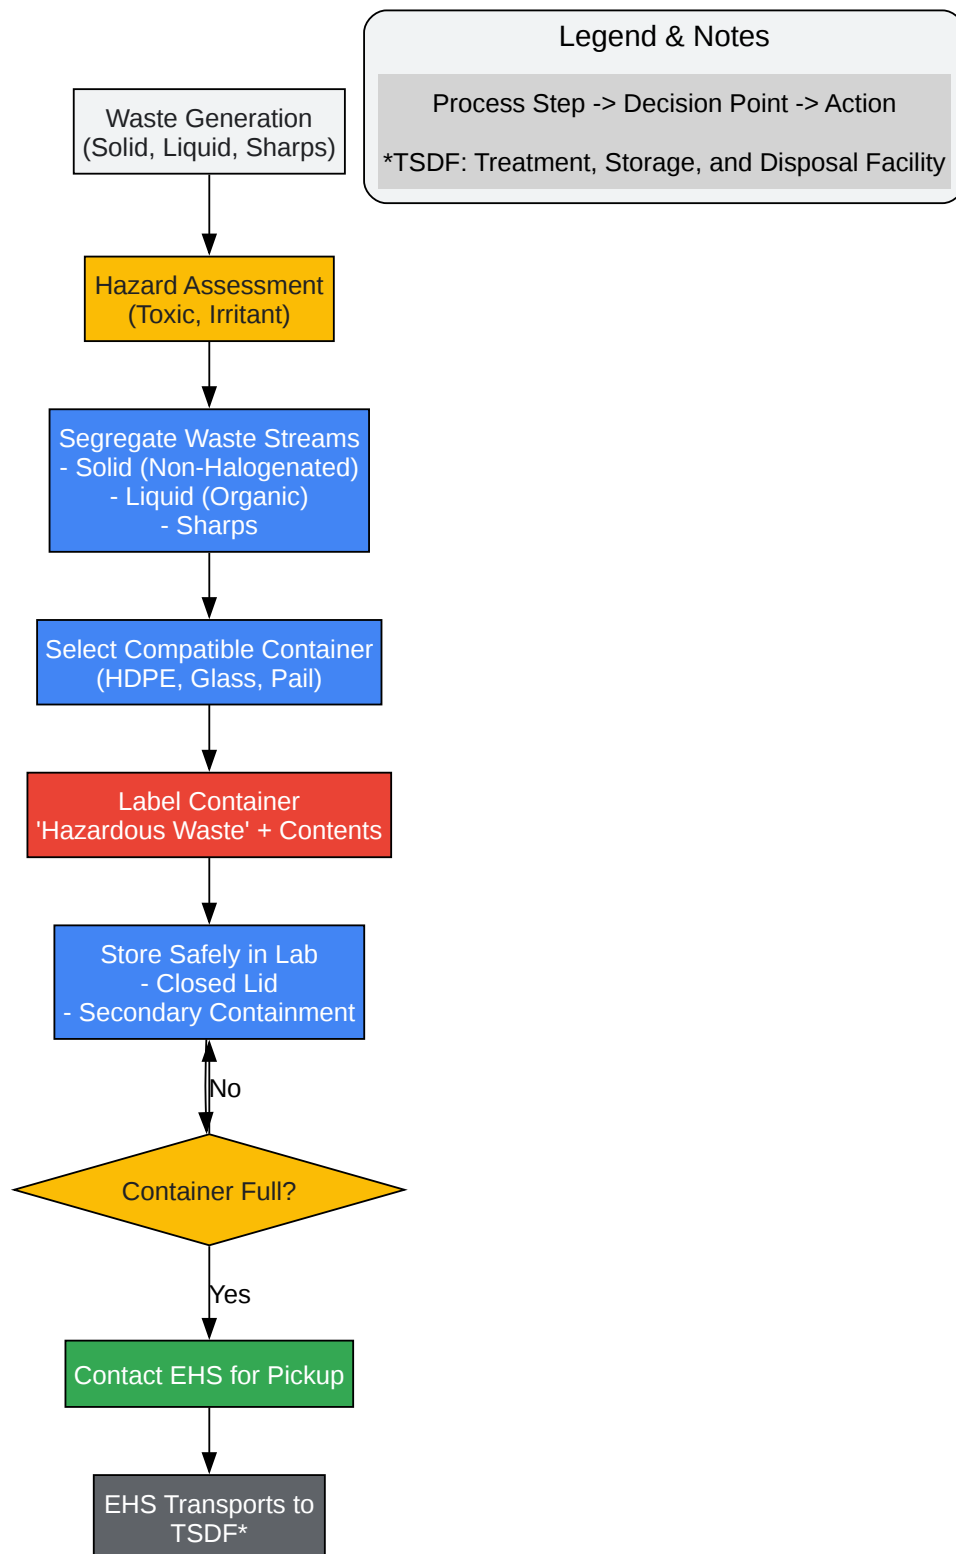 Legend & Notes
Process Step -> Decision Point -> Action
*TSDF: Treatment, Storage, and Disposal Facility
Waste Generation
(Solid, Liquid, Sharps)
Hazard Assessment
(Toxic, Irritant)
Segregate Waste Streams
- Solid (Non-Halogenated)
- Liquid (Organic)
- Sharps
Select Compatible Container
(HDPE, Glass, Pail)
Label Container
'Hazardous Waste' + Contents
Store Safely in Lab
- Closed Lid
- Secondary Containment
No
Container Full?
Yes
Contact EHS for Pickup
EHS Transports to
TSDF*